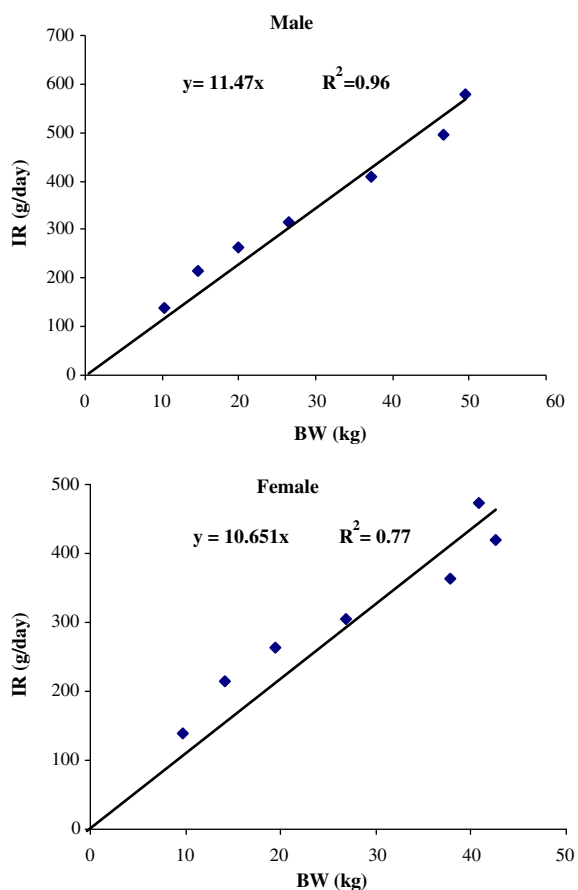 Male
y= 11.47x R²=0.96
700
600
500
400
300
200
100
0
IR (g/day)
0 10 20 30 40 50 60
BW (kg)
Female
y = 10.651x R²= 0.77
500
400
300
200
100
0
IR (g/day)
0 10 20 30 40 50
BW (kg)